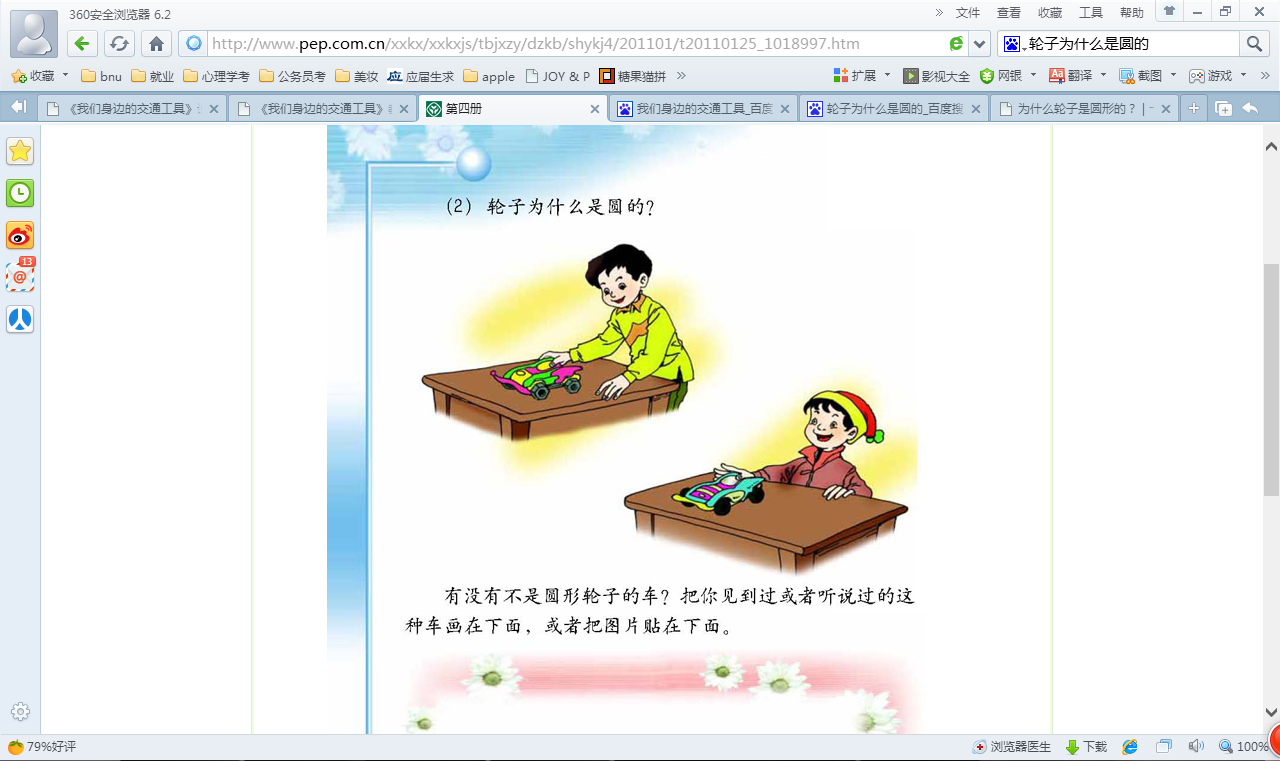 360安全浏览器 6.2
» 文件 查看 收藏 工具 帮助
http://www.pep.com.cn/xxkx/xxkxjs/tbjxzy/dzkb/shykj4/201101/t20110125_1018997.htm
轮子为什么是圆的
收藏 bnu 就业 心理学考 公务员考 美妆 应届生求 apple JOY & P 糖果猫拼 » 扩展 影视大全 网银 翻译 截图 游戏 »
《我们身边的交通工具》 《我们身边的交通工具》 第四册 我们身边的交通工具_百度 轮子为什么是圆的_百度搜 为什么轮子是圆形的？ |
13
(2) 轮子为什么是圆的？
有没有不是圆形轮子的车？把你见到过或者听说过的这
种车画在下面，或者把图片贴在下面。
79%好评 浏览器医生 下载 100%